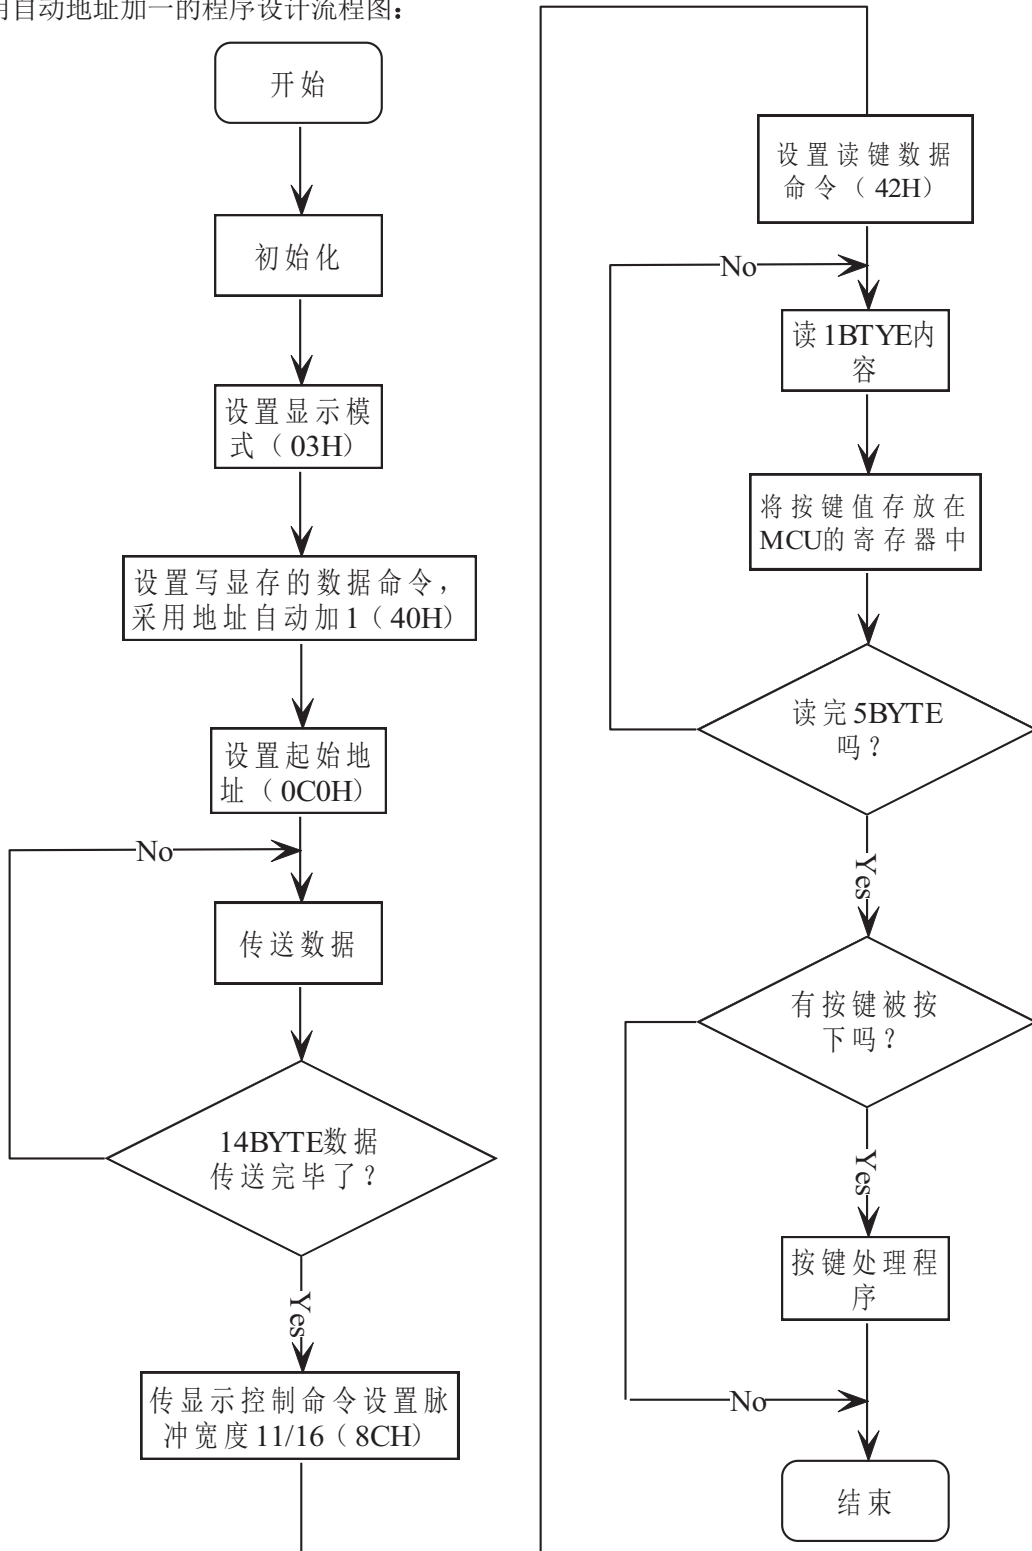 用自动地址加一的程序设计流程图：
开始
初始化
设置显示模
式（03H）
设置写显存的数据命令，
采用地址自动加1（40H）
设置起始地
址（0C0H）
No
传送数据
14BYTE数据
传送完毕了？
Yes
传显示控制命令设置脉
冲宽度11/16（8CH）
设置读键数据
命令（42H）
No
读1BTYE内
容
将按键值存放在
MCU的寄存器中
读完5BYTE
吗？
Yes
有按键被按
下吗？
Yes
按键处理程
序
No
结束